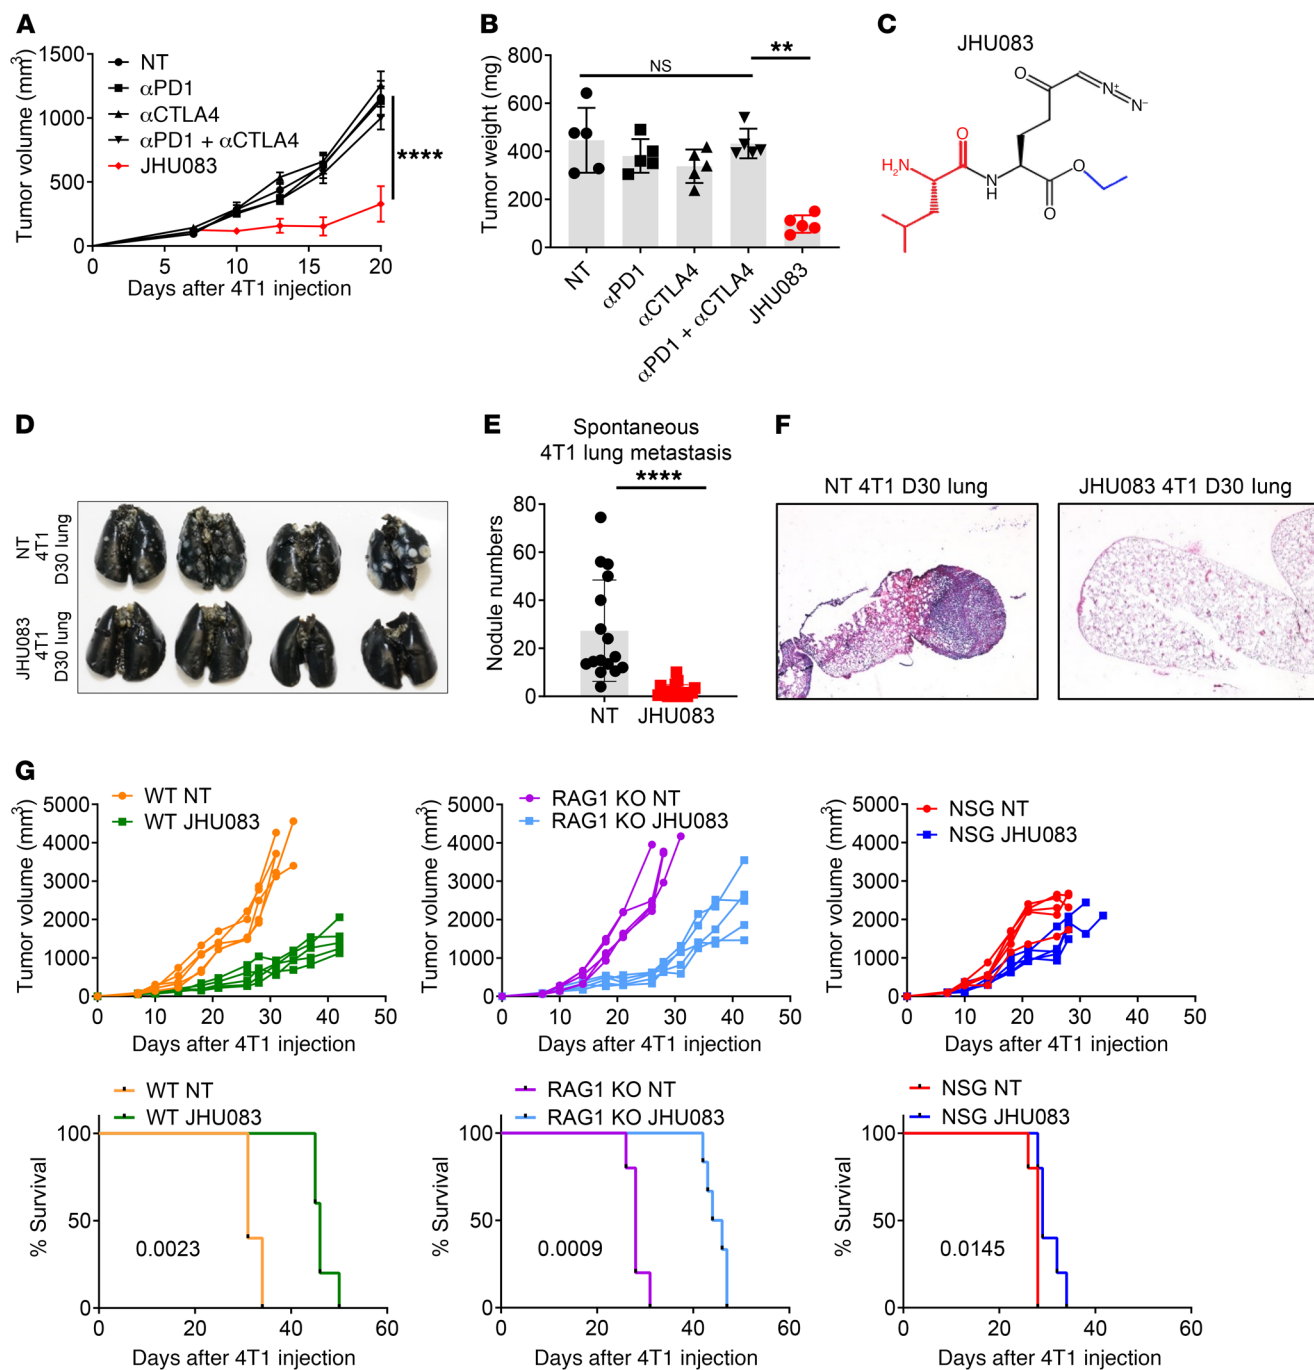 A
Tumor volume (mm³)
1500
1000
500
0
0 5 10 15 20
Days after 4T1 injection
NT
αPD1
αCTLA4
αPD1 + αCTLA4
JHU083
****
B
Tumor weight (mg)
800
600
400
200
0
NS
**
NT
αPD1
αCTLA4
αPD1 + αCTLA4
JHU083
C
JHU083
O
N⁺
N⁻
O
H₂N
N
H
O
O
D
NT
4T1
D30 lung
JHU083
4T1
D30 lung
E
Spontaneous
4T1 lung metastasis
****
Nodule numbers
80
60
40
20
0
NT JHU083
F
NT 4T1 D30 lung
JHU083 4T1 D30 lung
G
WT NT
WT JHU083
Tumor volume (mm³)
5000
4000
3000
2000
1000
0
0 10 20 30 40 50
Days after 4T1 injection
RAG1 KO NT
RAG1 KO JHU083
Tumor volume (mm³)
5000
4000
3000
2000
1000
0
0 10 20 30 40 50
Days after 4T1 injection
NSG NT
NSG JHU083
Tumor volume (mm³)
5000
4000
3000
2000
1000
0
0 10 20 30 40 50
Days after 4T1 injection
WT NT
WT JHU083
% Survival
100
50
0
0.0023
0 20 40 60
Days after 4T1 injection
RAG1 KO NT
RAG1 KO JHU083
% Survival
100
50
0
0.0009
0 20 40 60
Days after 4T1 injection
NSG NT
NSG JHU083
% Survival
100
50
0
0.0145
0 20 40 60
Days after 4T1 injection